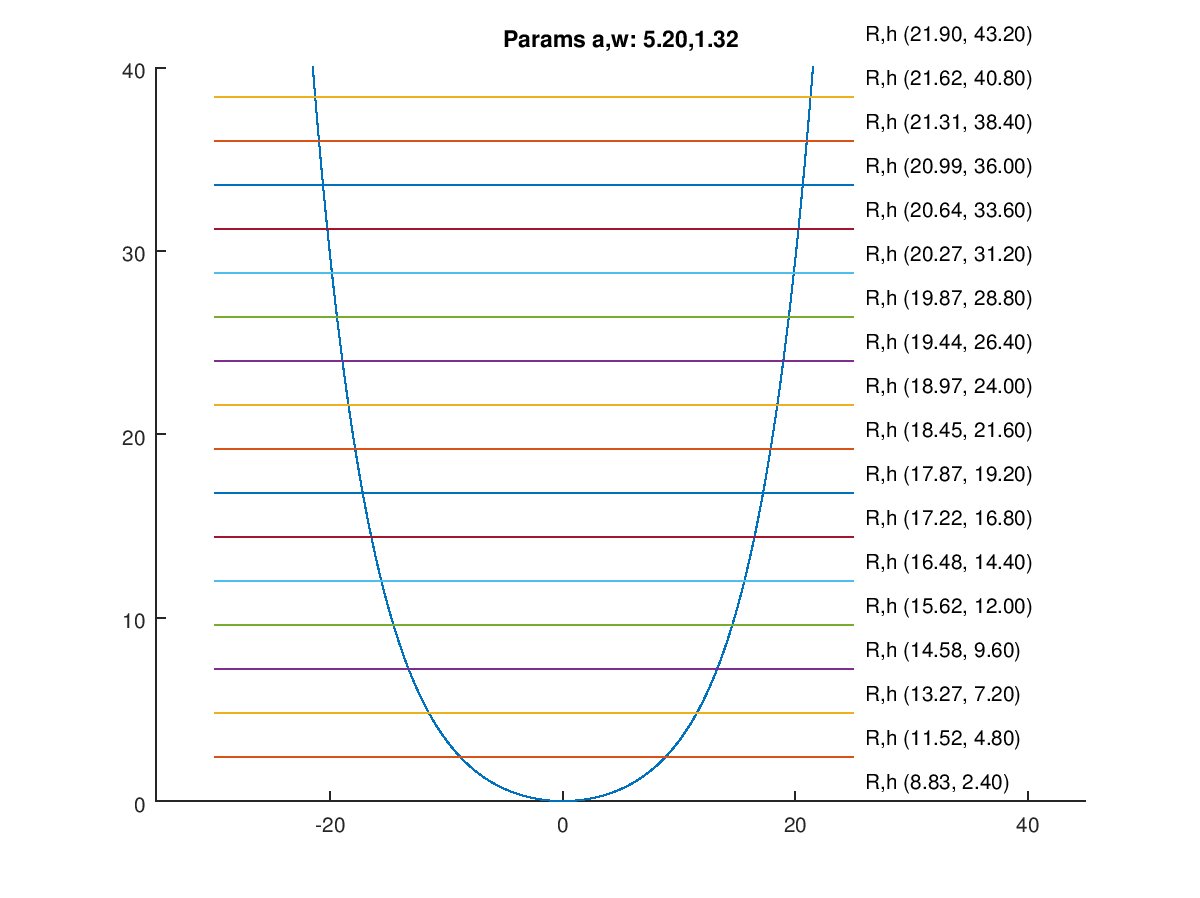 Params a,w: 5.20,1.32
R,h (21.90, 43.20)
R,h (21.62, 40.80)
R,h (21.31, 38.40)
R,h (20.99, 36.00)
R,h (20.64, 33.60)
R,h (20.27, 31.20)
R,h (19.87, 28.80)
R,h (19.44, 26.40)
R,h (18.97, 24.00)
R,h (18.45, 21.60)
R,h (17.87, 19.20)
R,h (17.22, 16.80)
R,h (16.48, 14.40)
R,h (15.62, 12.00)
R,h (14.58, 9.60)
R,h (13.27, 7.20)
R,h (11.52, 4.80)
R,h (8.83, 2.40)
40
30
20
10
0
-20 0 20 40